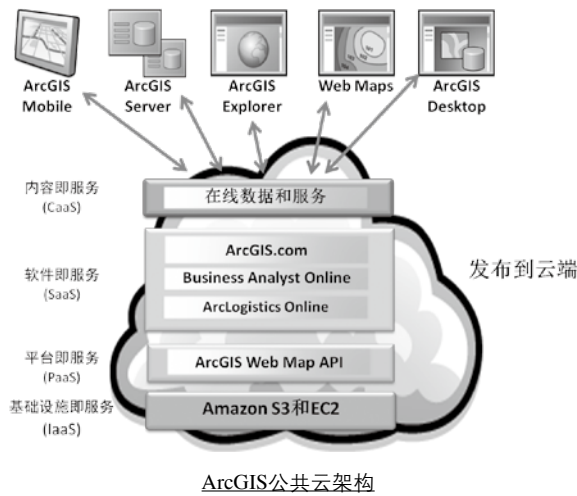 ArcGIS
Mobile
ArcGIS
Server
ArcGIS
Explorer
Web Maps
ArcGIS
Desktop
内容即服务
(CaaS)
在线数据和服务
软件即服务
(SaaS)
ArcGIS.com
Business Analyst Online
ArcLogistics Online
发布到云端
平台即服务
(PaaS)
ArcGIS Web Map API
基础设施即服务
(IaaS)
Amazon S3和EC2
ArcGIS公共云架构